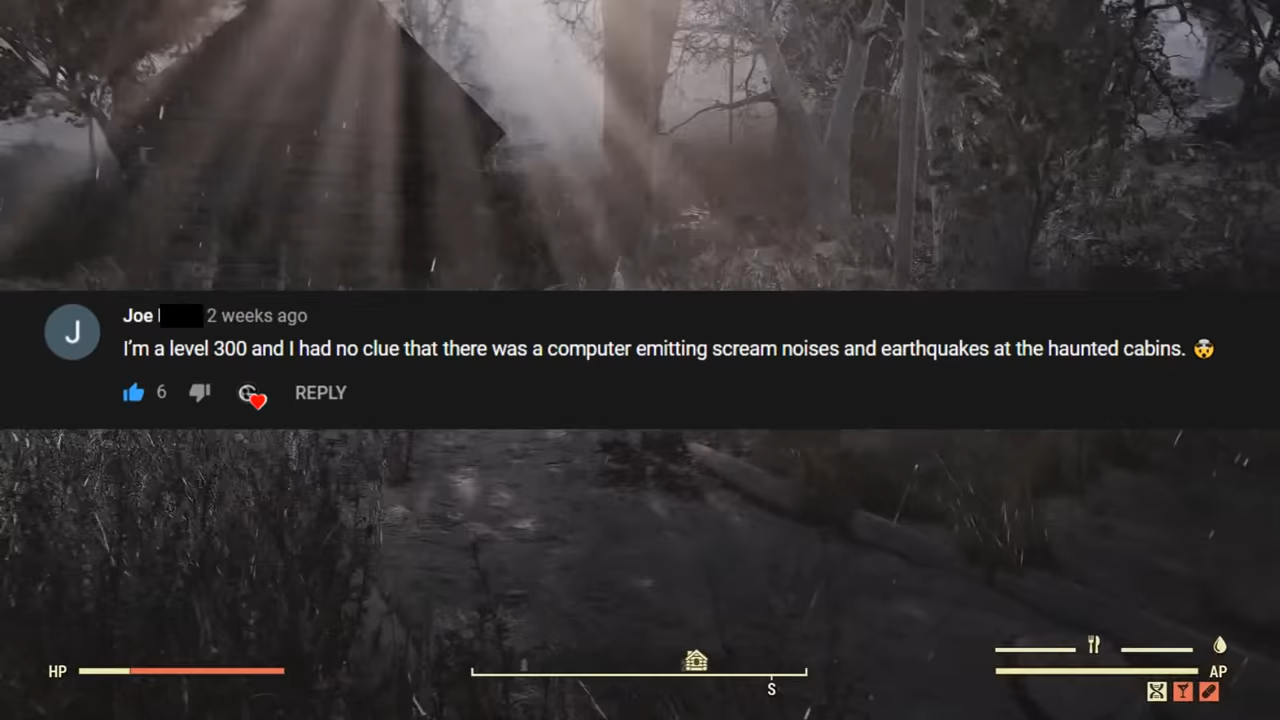 J
Joe 2 weeks ago
I'm a level 300 and I had no clue that there was a computer emitting scream noises and earthquakes at the haunted cabins. 🤯
6 REPLY
HP
S
AP